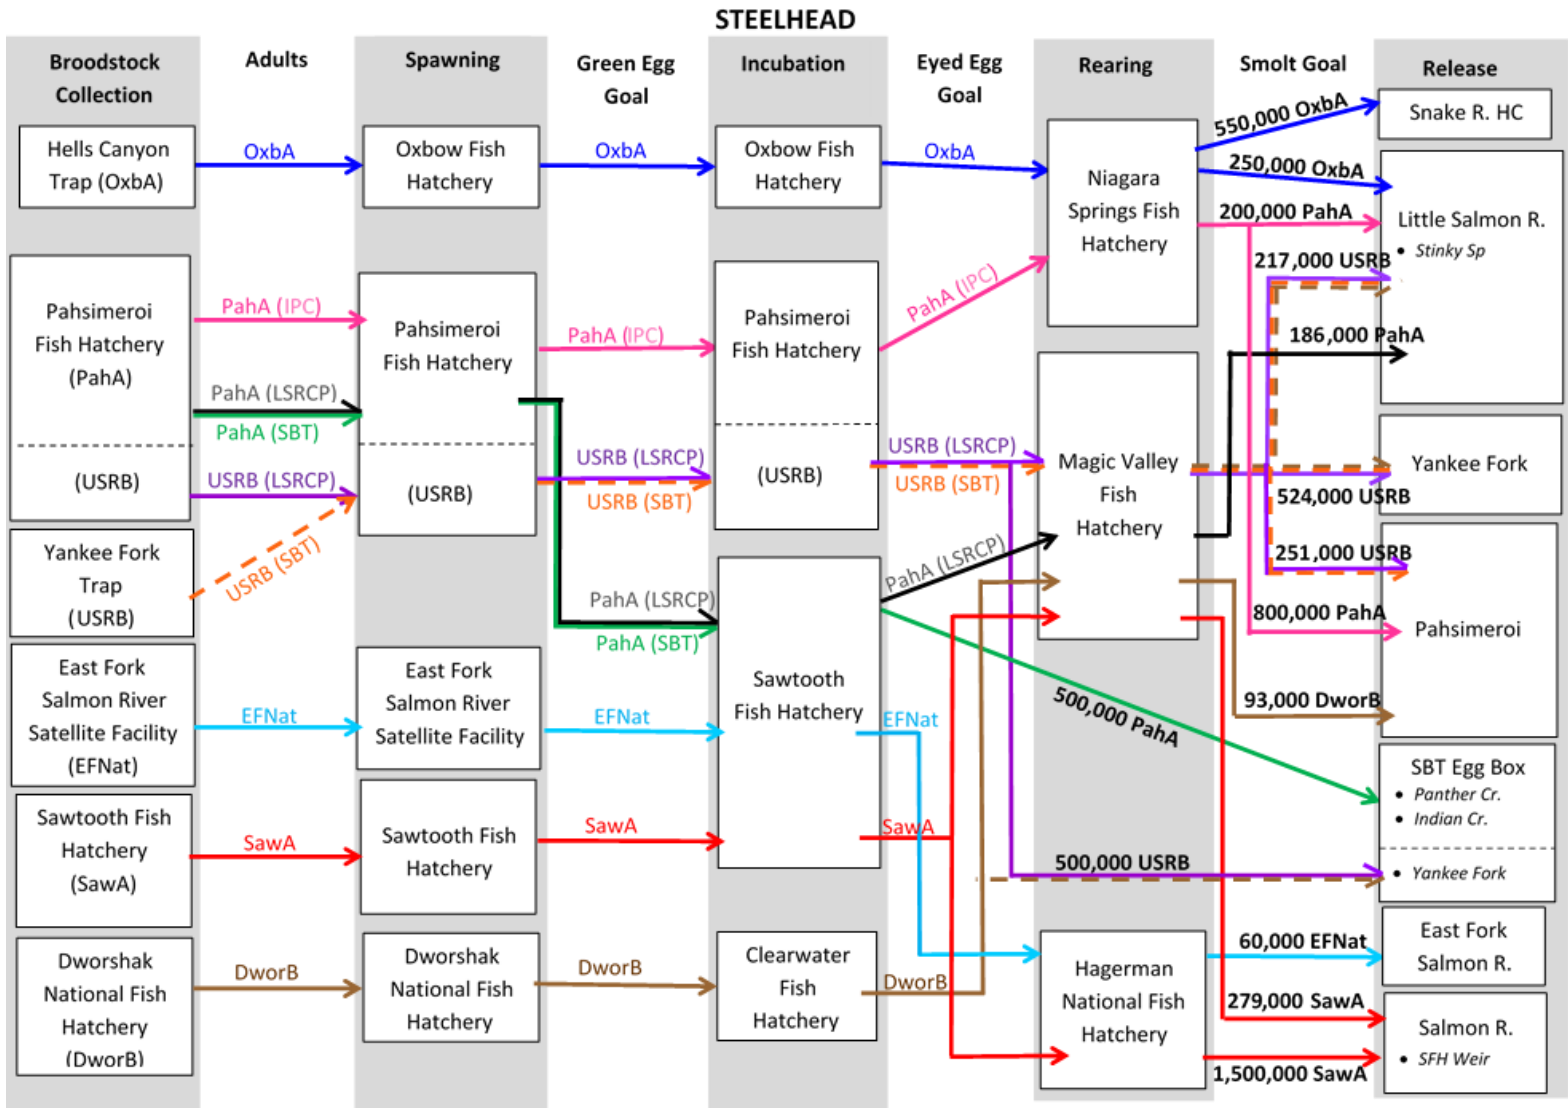 STEELHEAD
Broodstock
Collection
Adults
Spawning
Green Egg
Goal
Incubation
Eyed Egg
Goal
Rearing
Smolt Goal
Release
Hells Canyon
Trap (OxbA)
OxbA
Oxbow Fish
Hatchery
OxbA
Oxbow Fish
Hatchery
OxbA
Niagara
Springs Fish
Hatchery
550,000 OxbA
Snake R. HC
250,000 OxbA
200,000 PahA
Little Salmon R.
• Stinky Sp
217,000 USRB
186,000 PahA
Pahsimeroi
Fish Hatchery
(PahA)
(USRB)
PahA (IPC)
PahA (LSRCP)
PahA (SBT)
USRB (LSRCP)
Pahsimeroi
Fish Hatchery
(USRB)
PahA (IPC)
USRB (LSRCP)
USRB (SBT)
PahA (LSRCP)
PahA (SBT)
Pahsimeroi
Fish Hatchery
(USRB)
PahA (IPC)
USRB (LSRCP)
USRB (SBT)
PahA (LSRCP)
Magic Valley
Fish
Hatchery
Yankee Fork
524,000 USRB
251,000 USRB
800,000 PahA
Pahsimeroi
93,000 DworB
Yankee Fork
Trap
(USRB)
USRB (SBT)
East Fork
Salmon River
Satellite Facility
(EFNat)
EFNat
East Fork
Salmon River
Satellite Facility
EFNat
Sawtooth
Fish Hatchery
EFNat
500,000 PahA
SBT Egg Box
• Panther Cr.
• Indian Cr.
• Yankee Fork
500,000 USRB
Sawtooth Fish
Hatchery
(SawA)
SawA
Sawtooth Fish
Hatchery
SawA
SawA
Dworshak
National Fish
Hatchery
(DworB)
DworB
Dworshak
National Fish
Hatchery
DworB
Clearwater
Fish
Hatchery
DworB
Hagerman
National Fish
Hatchery
60,000 EFNat
East Fork
Salmon R.
279,000 SawA
1,500,000 SawA
Salmon R.
• SFH Weir